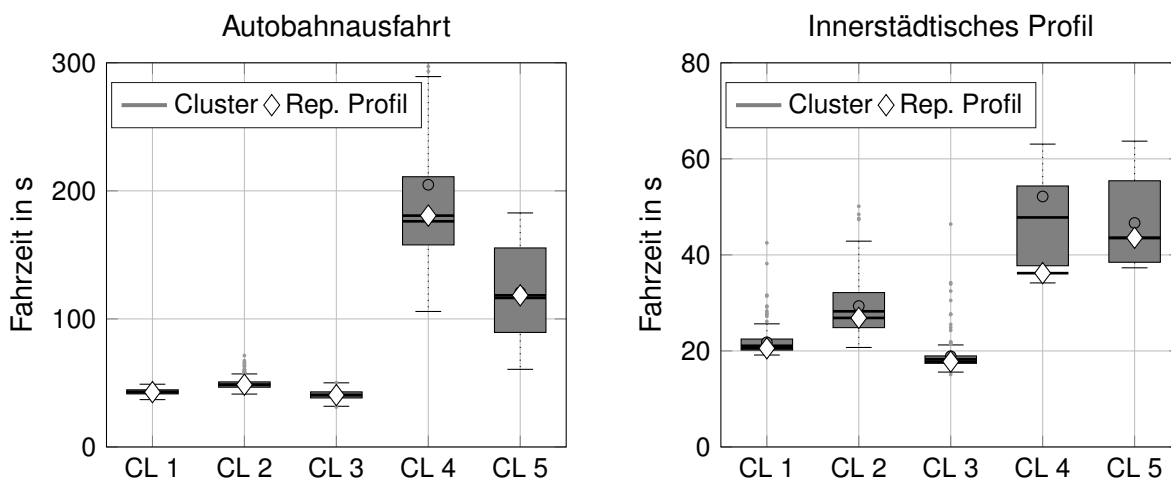 Autobahnausfahrt
Fahrzeit in s
300
200
100
0
Cluster Rep. Profil
CL 1 CL 2 CL 3 CL 4 CL 5
Innerstädtisches Profil
Fahrzeit in s
80
60
40
20
0
Cluster Rep. Profil
CL 1 CL 2 CL 3 CL 4 CL 5